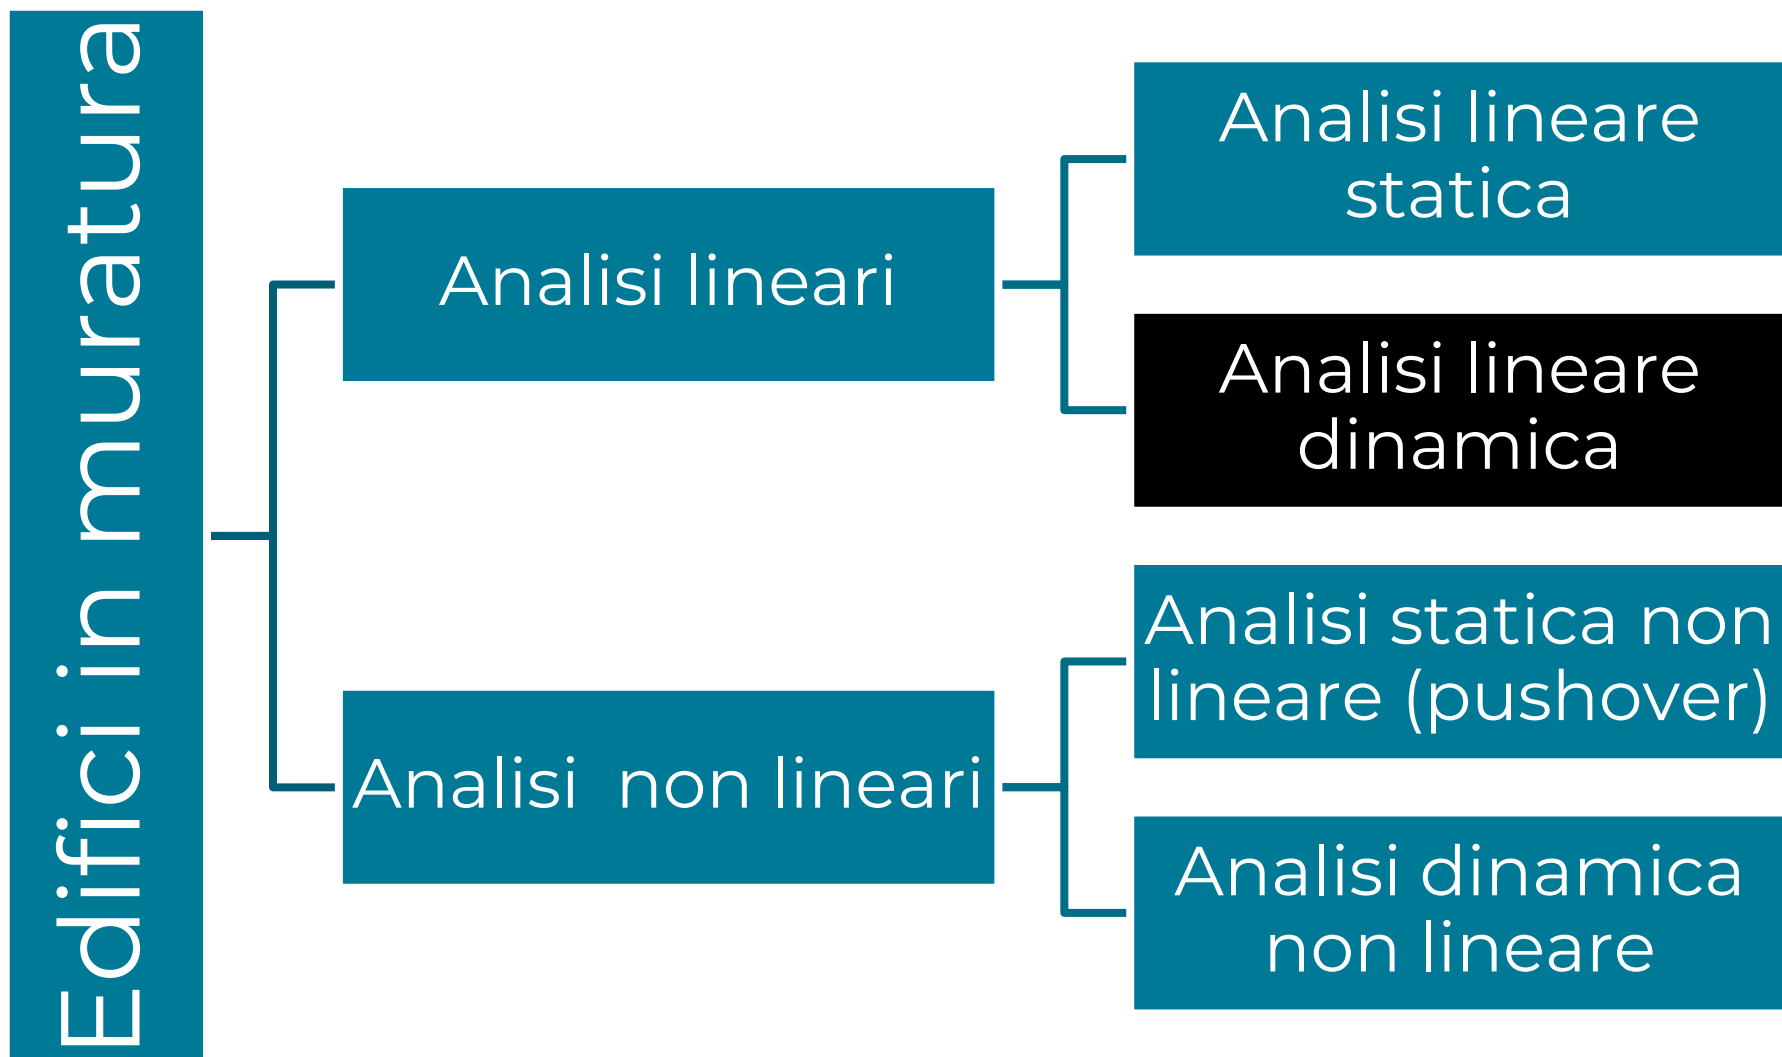 Edifici in muratura
Analisi lineari
Analisi lineare
statica
Analisi lineare
dinamica
Analisi  non lineari
Analisi statica non
lineare (pushover)
Analisi dinamica
non lineare